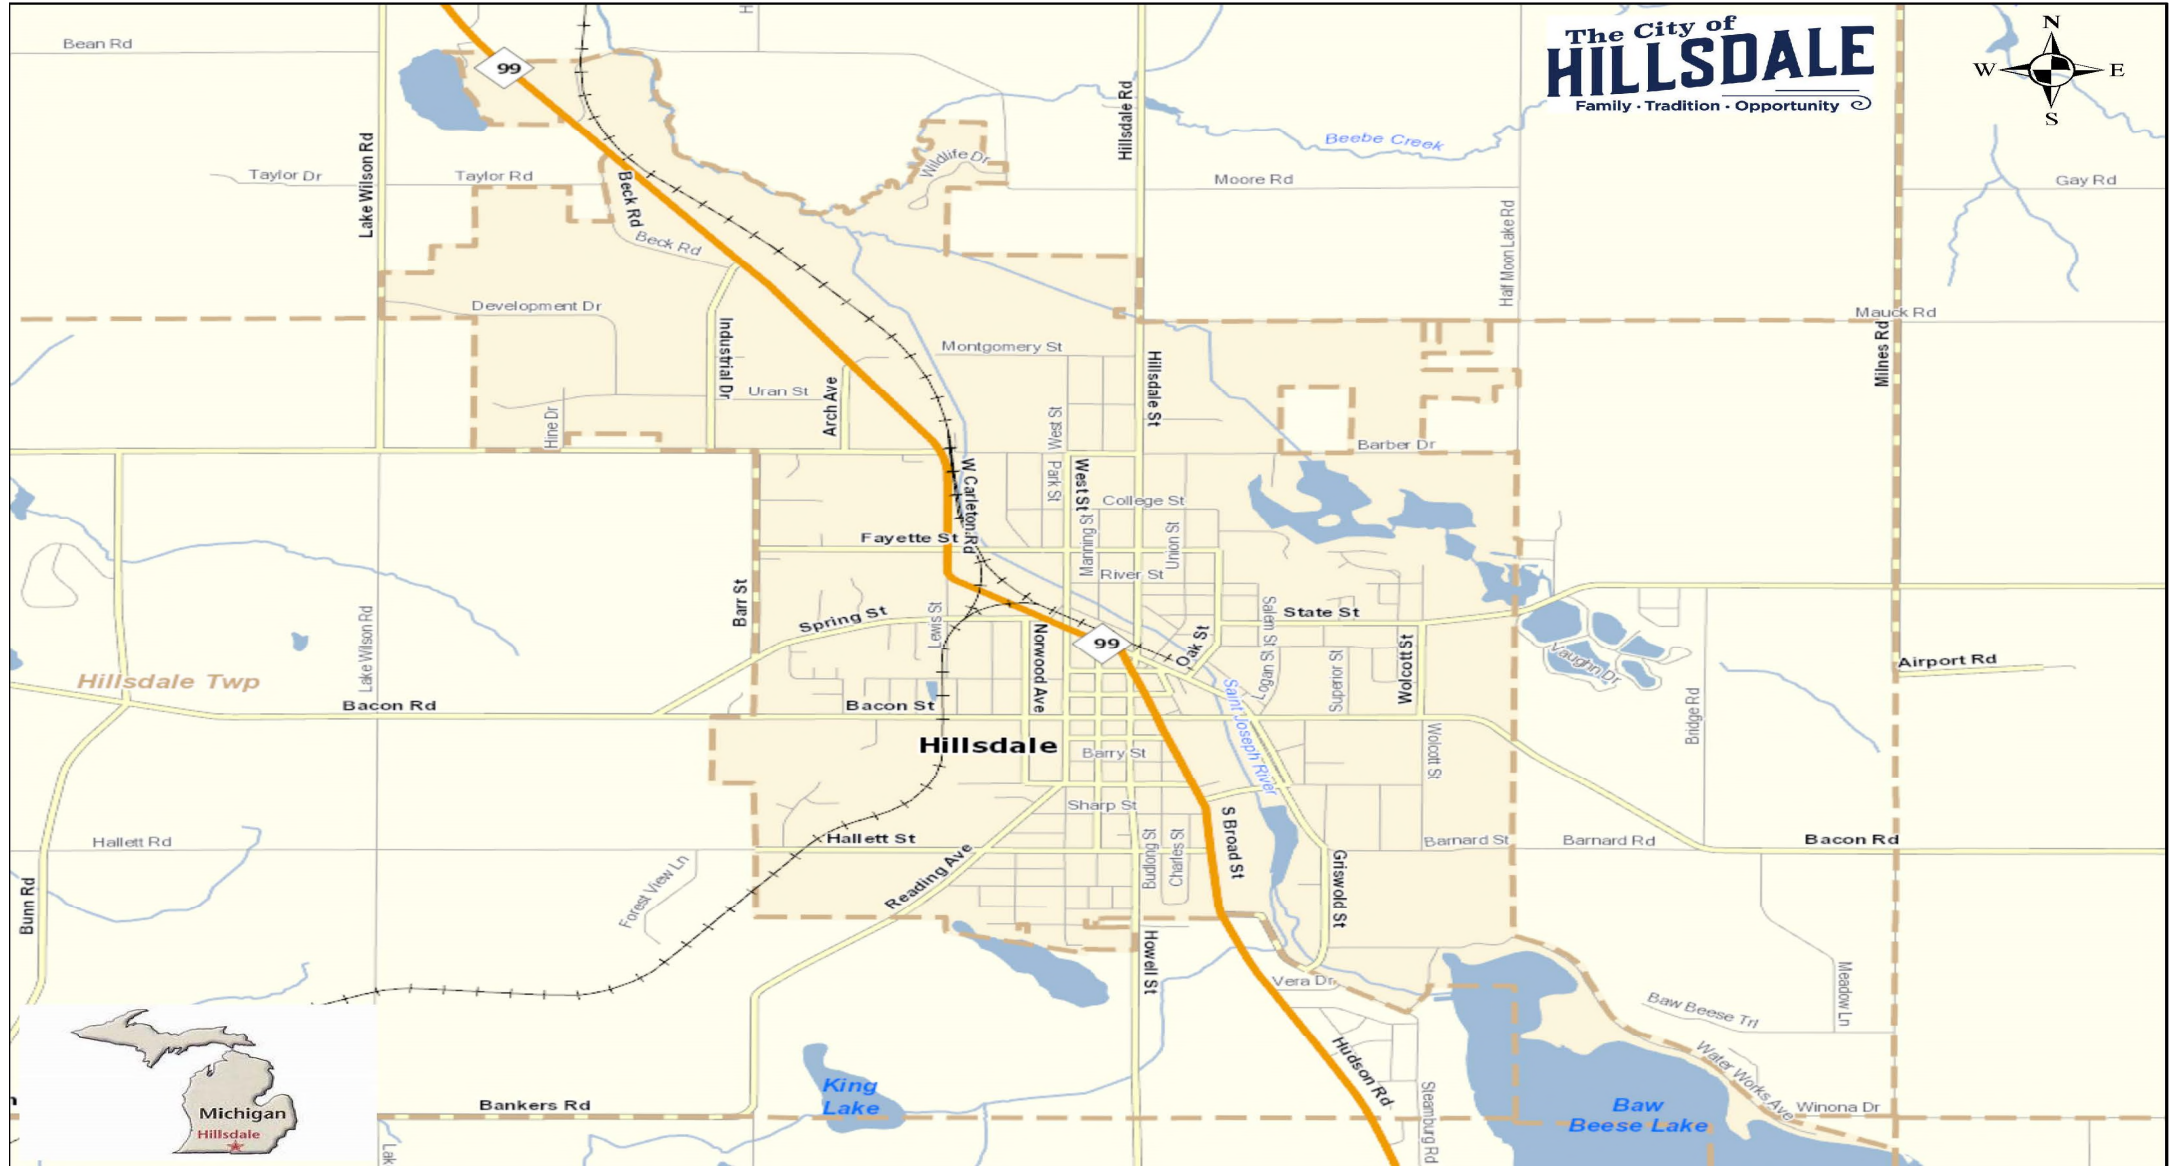 Bean Rd
99
H
Hillsdale Rd
The City of
HILLSDALE
Family · Tradition · Opportunity
N
W
E
S
Beebe Creek
Lake Wilson Rd
Taylor Dr
Taylor Rd
Beck Rd
Beck Rd
Wildlife Dr
Moore Rd
Half Moon Lake Rd
Gay Rd
Development Dr
Mauck Rd
Milnes Rd
Industrial Dr
Uran St
Arch Ave
Hine Dr
Montgomery St
Hillsdale St
West St
Park St
West St
Barber Dr
W Carleton Rd
College St
Manning St
Union St
Fayette St
River St
Barr St
Spring St
Lewis St
Norwood Ave
99
Oak St
Salem St
Logan St
State St
Superior St
Wolcott St
Vaughn Dr
Airport Rd
Bridge Rd
Lake Wilson Rd
Hillsdale Twp
Bacon Rd
Bacon St
Saint Joseph River
Hillsdale
Barry St
Wolcott St
Sharp St
Hallett Rd
Hallett St
Reading Ave
Forest View Ln
Budlong St
Charles St
S Broad St
Griswold St
Barnard St
Barnard Rd
Bacon Rd
Bunn Rd
Howell St
Vera Dr
Meadow Ln
Baw Beese Trl
Water Works Ave
Winona Dr
Hudson Rd
Steamburg Rd
King
Lake
Baw
Beese Lake
Bankers Rd
Michigan
Hillsdale
Lak